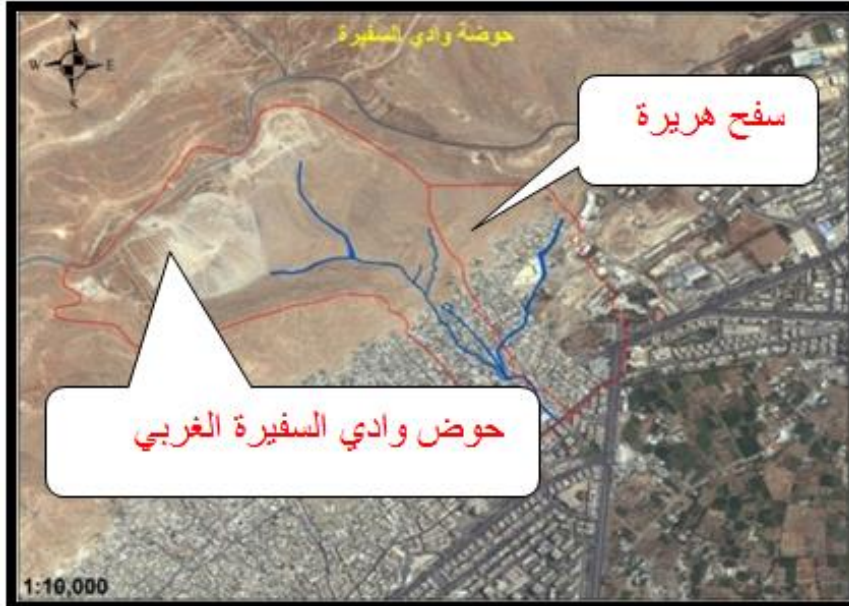 حوضة وادي السفيرة
N
W E
S
سفح هريرة
حوض وادي السفيرة الغربي
1:10,000